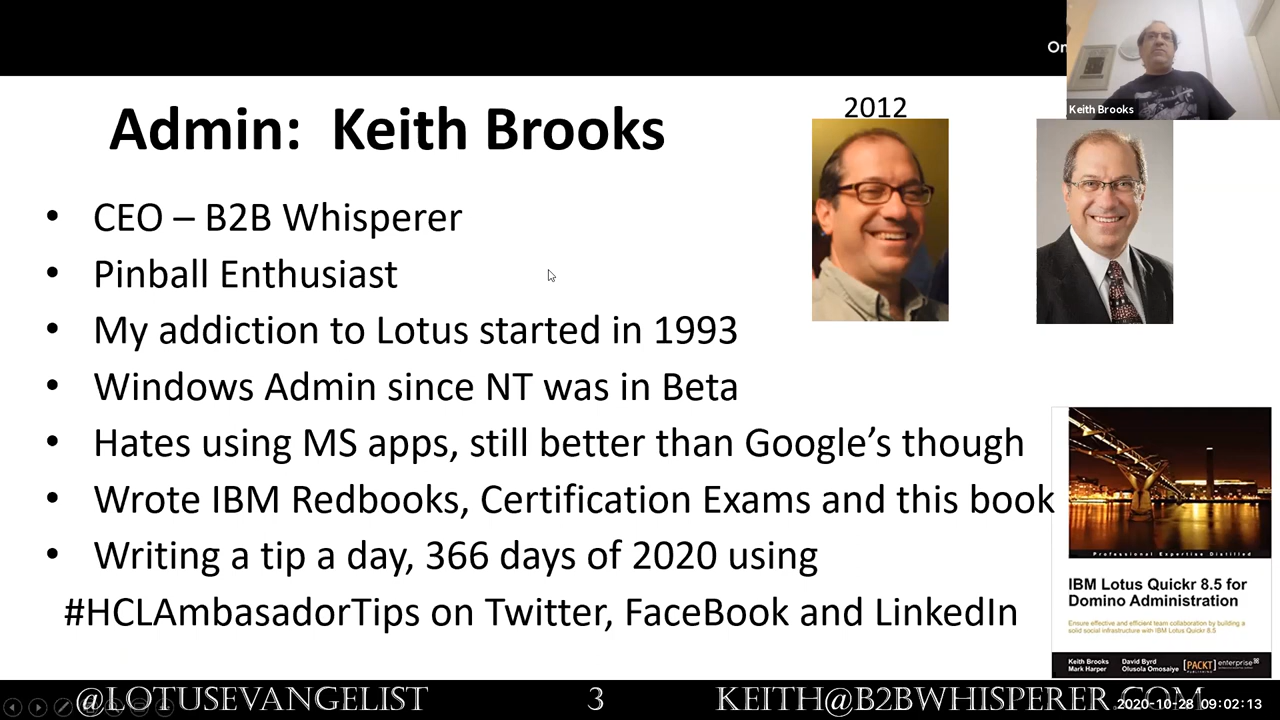 On
Keith Brooks
2012
Admin: Keith Brooks
• CEO – B2B Whisperer
• Pinball Enthusiast
• My addiction to Lotus started in 1993
• Windows Admin since NT was in Beta
• Hates using MS apps, still better than Google's though
• Wrote IBM Redbooks, Certification Exams and this book
• Writing a tip a day, 366 days of 2020 using
#HCLAmbasadorTips on Twitter, FaceBook and LinkedIn
Professional Expertise Distilled
IBM Lotus Quickr 8.5 for
Domino Administration
Ensure effective and efficient team collaboration by building a
solid social infrastructure with IBM Lotus Quickr 8.5
Keith Brooks David Byrd
Mark Harper Olusola Omosaiye
[PACKT] enterprise
PUBLISHING
@LOTUSEVANGELIST 3 KEITH@B2BWHISPERER.COM
2020-10-28 09:02:13